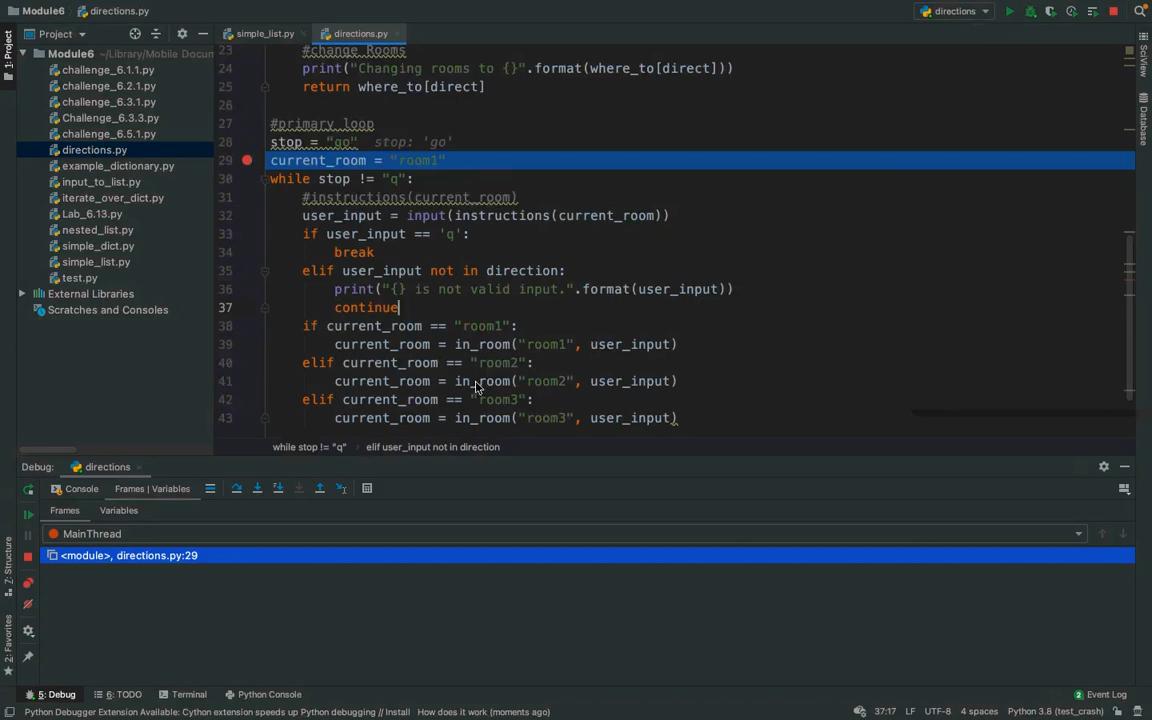 Module6 directions.py
directions
Project
Module6 ~/Library/Mobile Docum
challenge_6.1.1.py
challenge_6.2.1.py
challenge_6.3.1.py
Challenge_6.3.3.py
challenge_6.5.1.py
directions.py
example_dictionary.py
input_to_list.py
iterate_over_dict.py
Lab_6.13.py
nested_list.py
simple_dict.py
simple_list.py
test.py
External Libraries
Scratches and Consoles
1: Project
Z: Structure
2: Favorites
simple_list.py directions.py
23 #change Rooms
24 print("Changing rooms to {}".format(where_to[direct]))
25 return where_to[direct]
26
27 #primary loop
28 stop = "go" stop: 'go'
29 current_room = "room1"
30 while stop != "q":
31 #instructions(current_room)
32 user_input = input(instructions(current_room))
33 if user_input == 'q':
34 break
35 elif user_input not in direction:
36 print("{} is not valid input.".format(user_input))
37 continue
38 if current_room == "room1":
39 current_room = in_room("room1", user_input)
40 elif current_room == "room2":
41 current_room = in_room("room2", user_input)
42 elif current_room == "room3":
43 current_room = in_room("room3", user_input)
while stop != "q" › elif user_input not in direction
SciView
Database
Debug: directions
Console Frames | Variables
Frames Variables
MainThread
<module>, directions.py:29
5: Debug 6: TODO Terminal Python Console 2 Event Log
Python Debugger Extension Available: Cython extension speeds up Python debugging // Install How does it work (moments ago) 37:17 LF UTF-8 4 spaces Python 3.8 (test_crash)